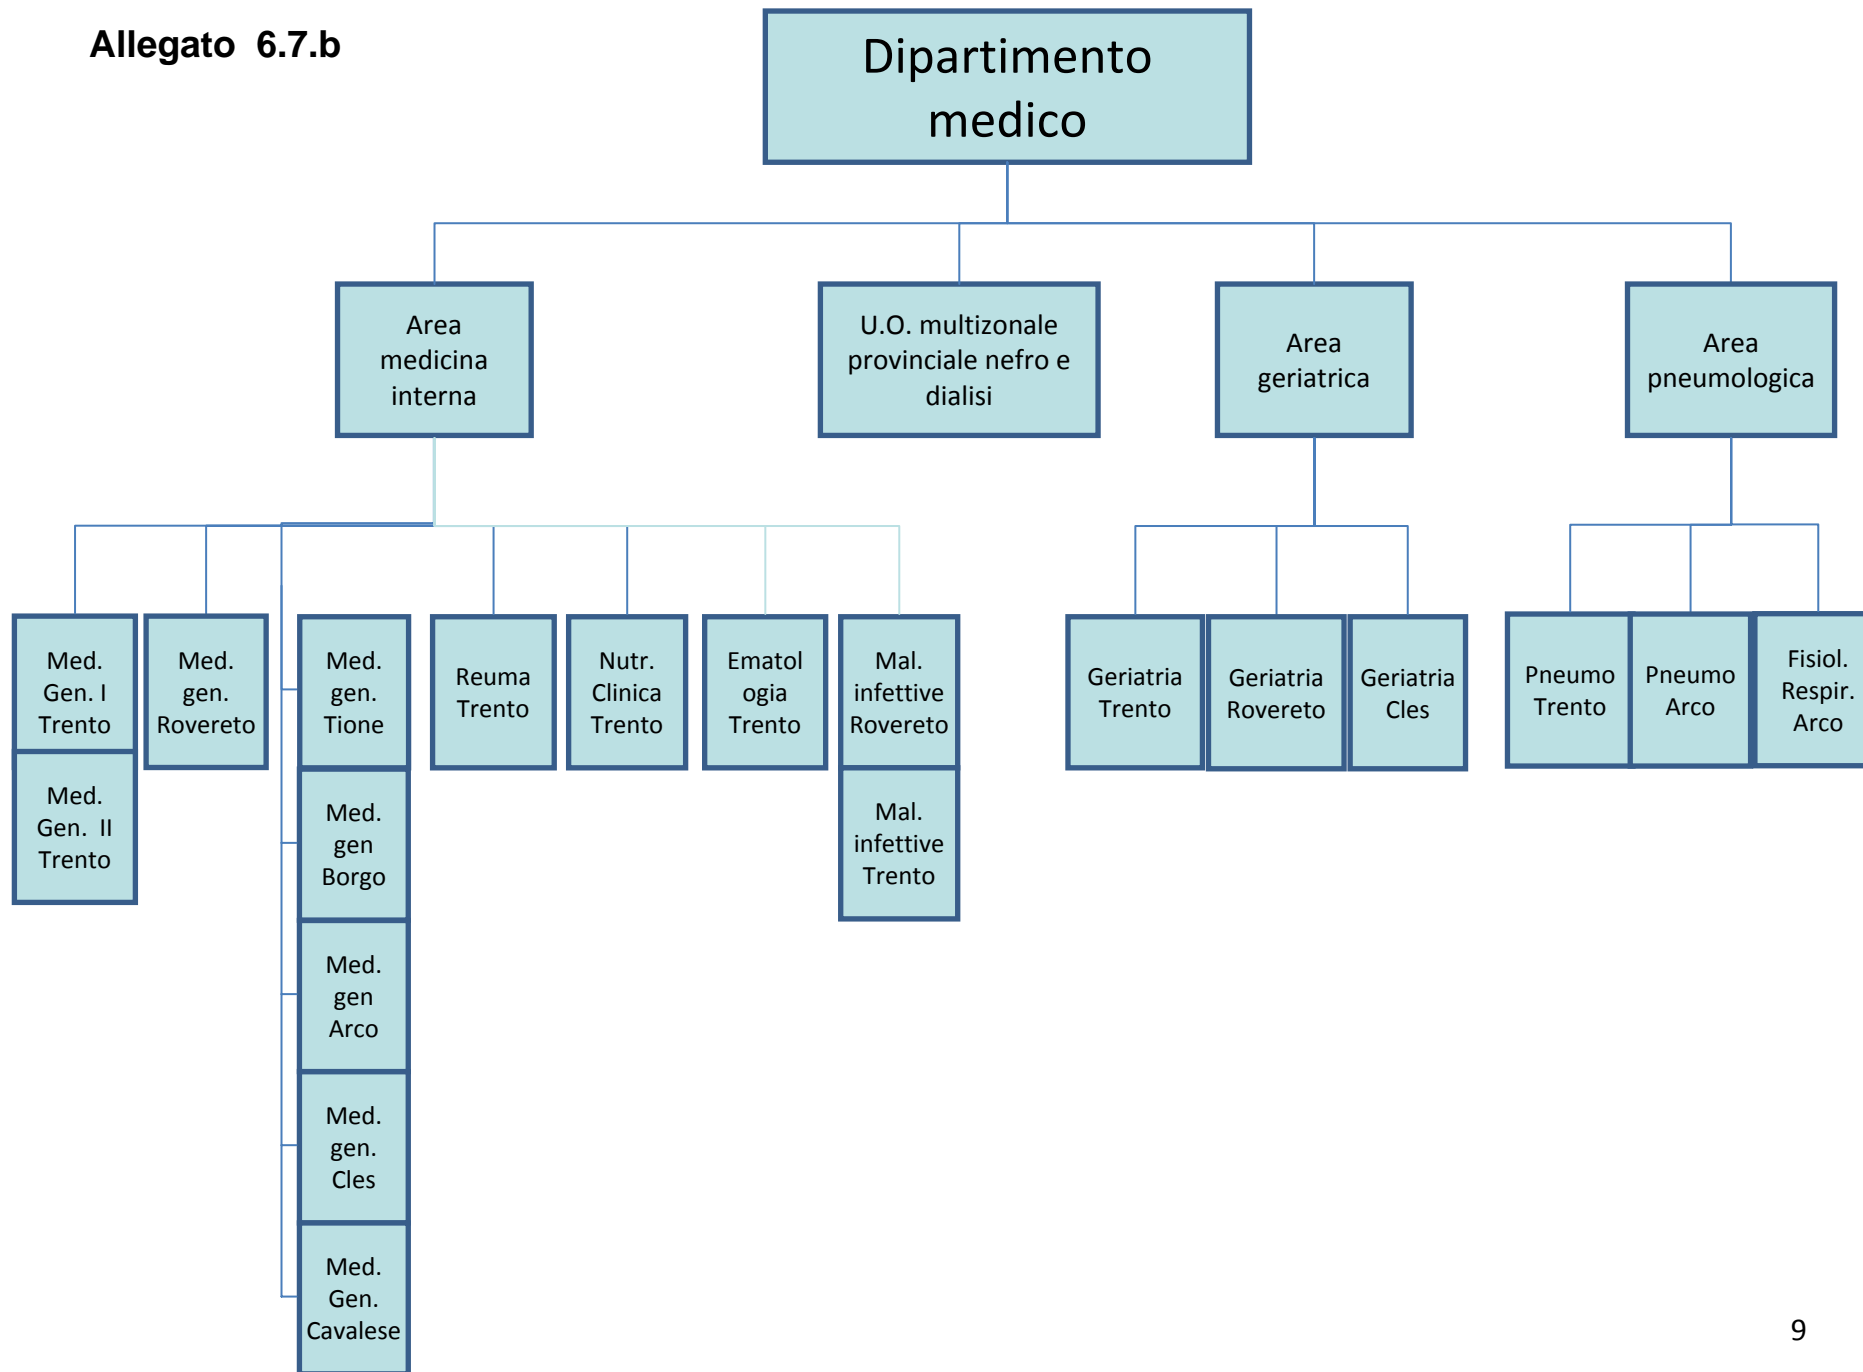 Allegato 6.7.b
Dipartimento
medico
Area
medicina
interna
U.O. multizonale
provinciale nefro e
dialisi
Area
geriatrica
Area
pneumologica
Med.
Gen. I
Trento
Med.
Gen. II
Trento
Med.
gen.
Rovereto
Med.
gen.
Tione
Med.
gen
Borgo
Med.
gen
Arco
Med.
gen.
Cles
Med.
Gen.
Cavalese
Reuma
Trento
Nutr.
Clinica
Trento
Ematol
ogia
Trento
Mal.
infettive
Rovereto
Mal.
infettive
Trento
Geriatria
Trento
Geriatria
Rovereto
Geriatria
Cles
Pneumo
Trento
Pneumo
Arco
Fisiol.
Respir.
Arco
9